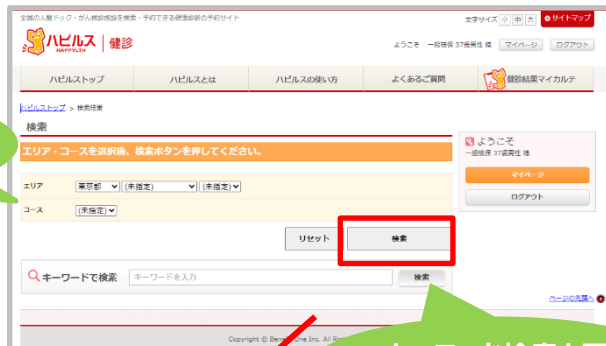 全国の人間ドック・がん検診施設を検索・予約できる健康診断の予約サイト
文字サイズ 小 中 大 サイトマップ
ハピルス 健診
HAPPYLTH
ようこそ 一般被保 37歳男性 様 マイページ ログアウト
ハピルストップ ハピルスとは ハピルスの使い方 よくあるご質問 健診結果マイカルテ
ハピルストップ > 検索結果
検索
エリア・コースを選択後、検索ボタンを押してください。
エリア 東京都 (未指定) (未指定)
コース (未指定)
リセット 検索
キーワードで検索 キーワードを入力 検索
ようこそ
一般被保 37歳男性 様
マイページ
ログアウト
ページの先頭へ
Copyright © Benefit One Inc. All